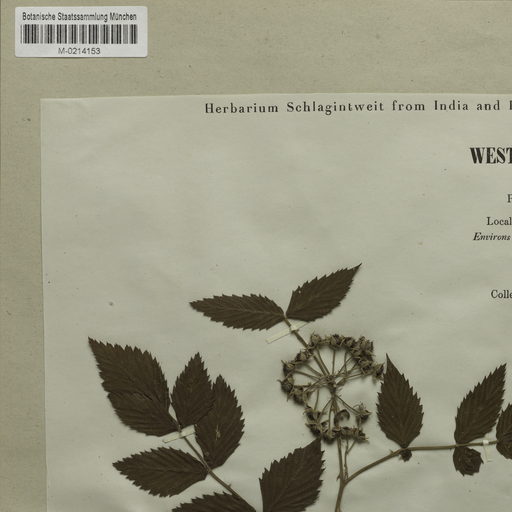 Botanische Staatssammlung München
M-0214153
Herbarium Schlagintweit from India and
WEST
Local
Environs
Colle